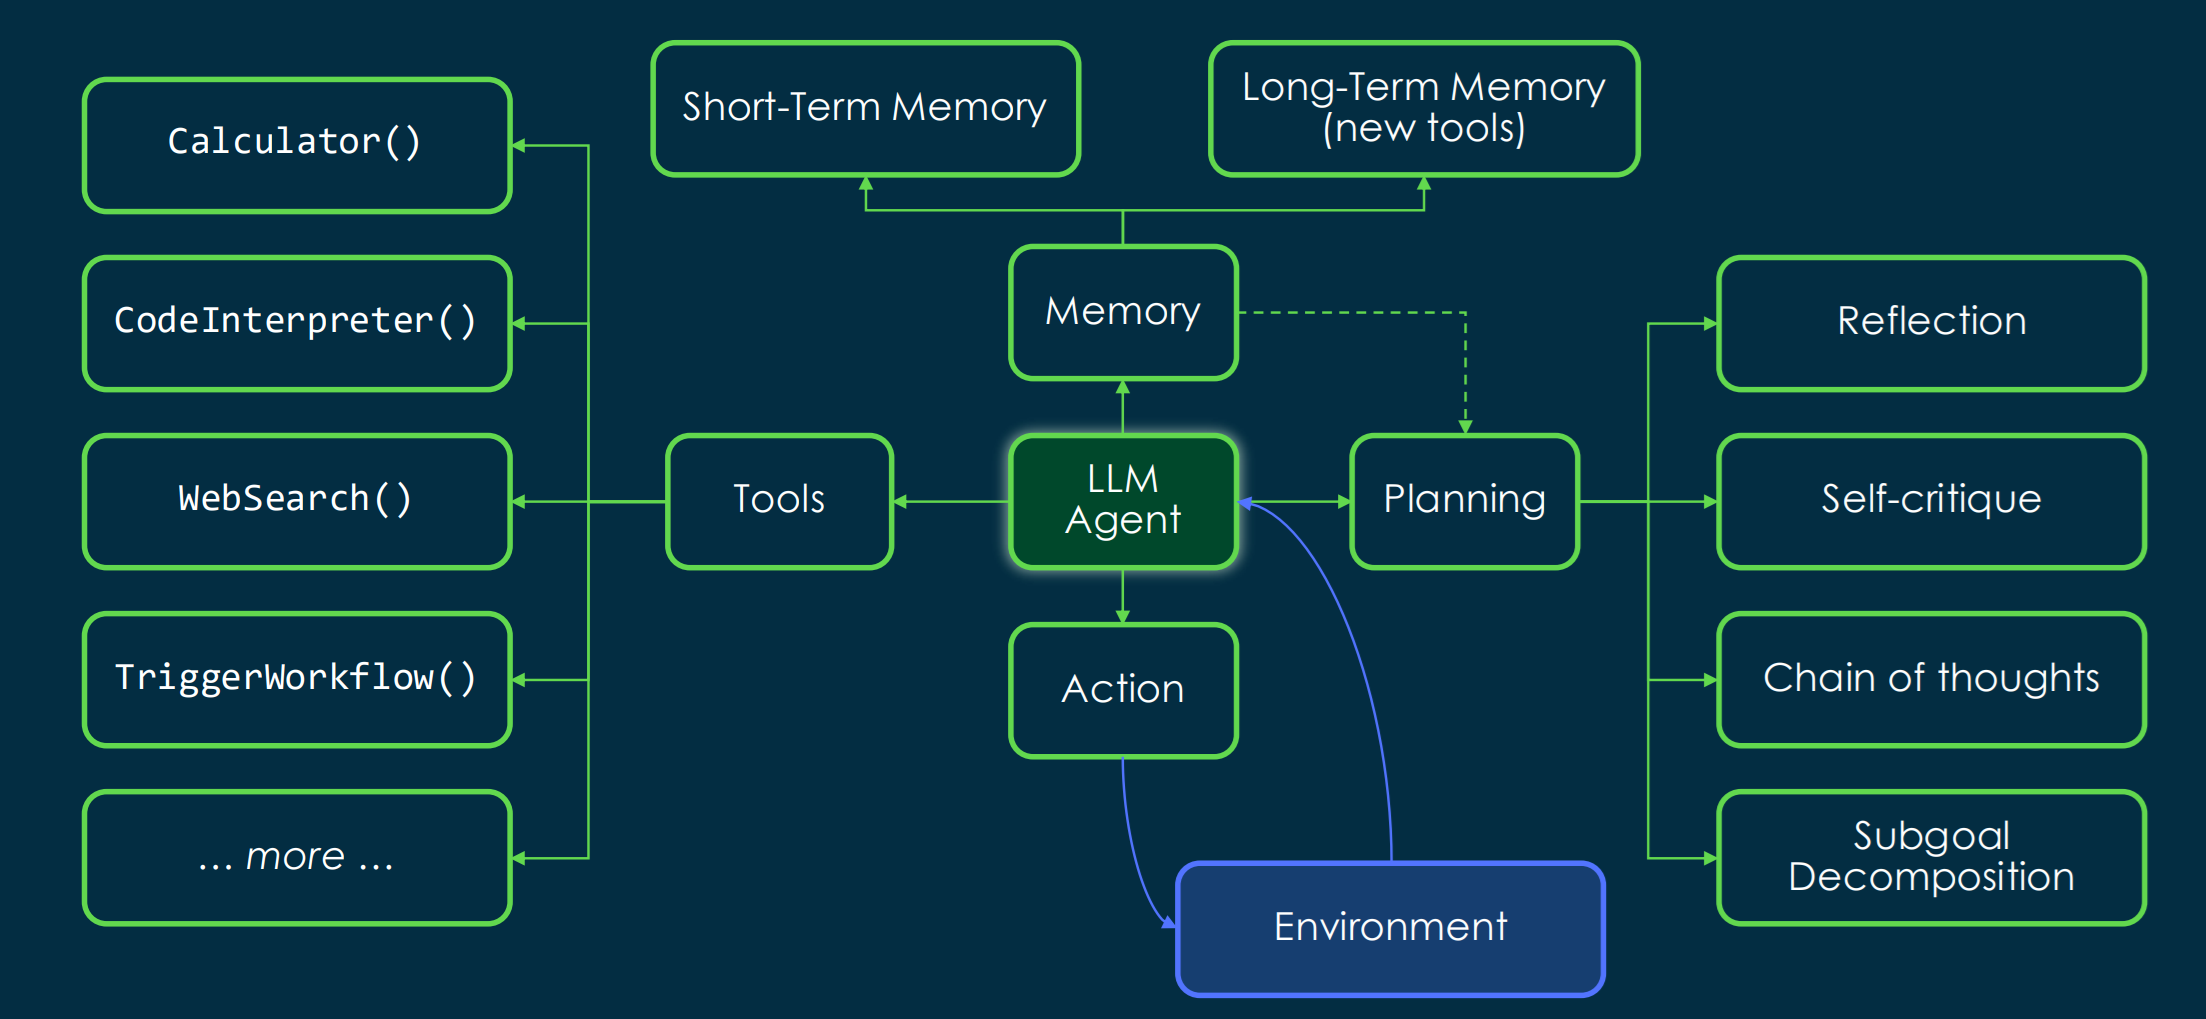 Short-Term Memory
Long-Term Memory
(new tools)
Calculator()
CodeInterpreter()
Memory
Reflection
WebSearch()
Tools
LLM
Agent
Planning
Self-critique
TriggerWorkflow()
Action
Chain of thoughts
... more ...
Environment
Subgoal
Decomposition